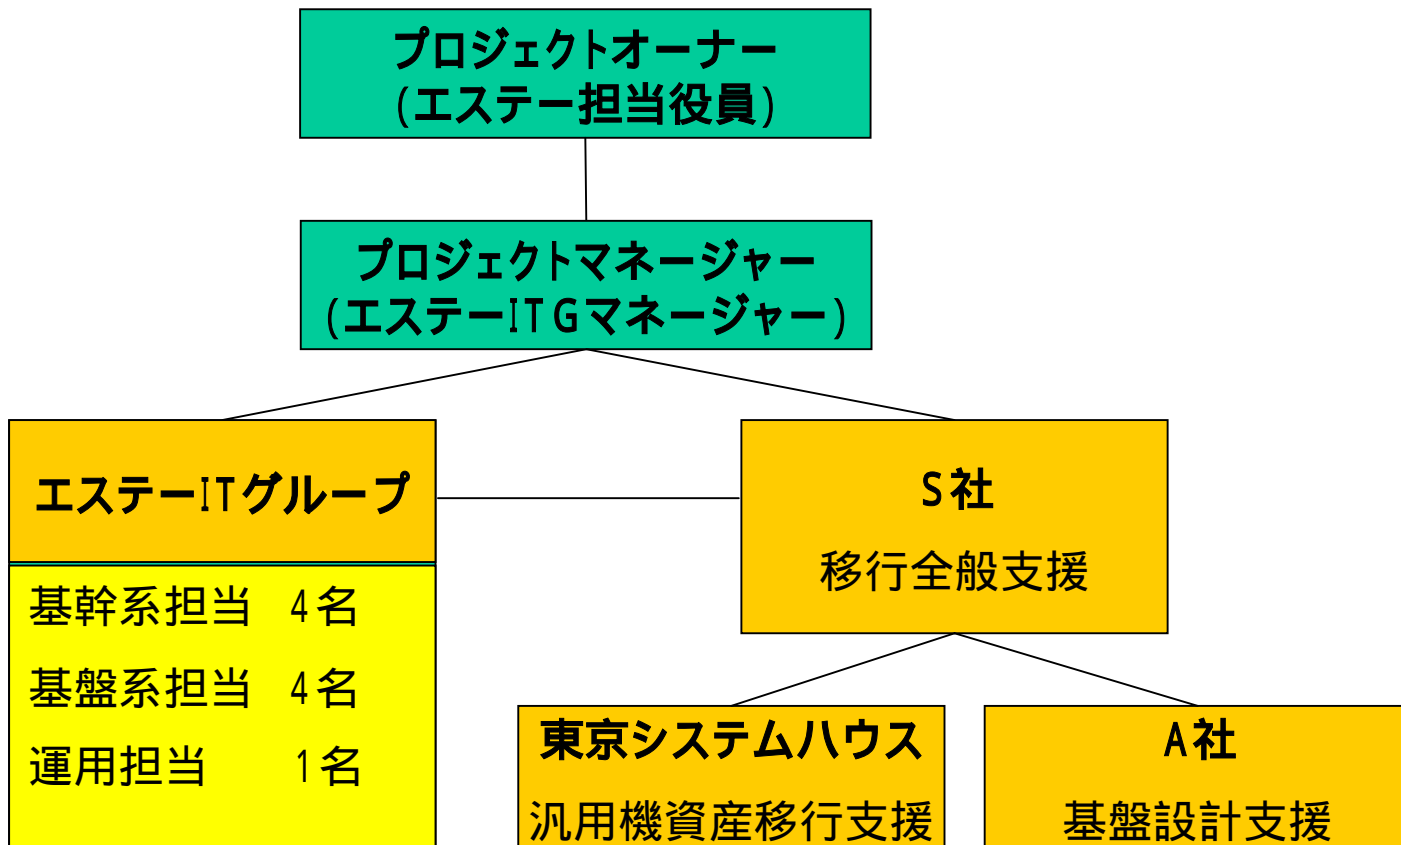 プロジェクトオーナー
(エステー担当役員)
プロジェクトマネージャー
(エステーITGマネージャー)
エステーITグループ
基幹系担当 4名
基盤系担当 4名
運用担当 1名
S社
移行全般支援
東京システムハウス
汎用機資産移行支援
A社
基盤設計支援